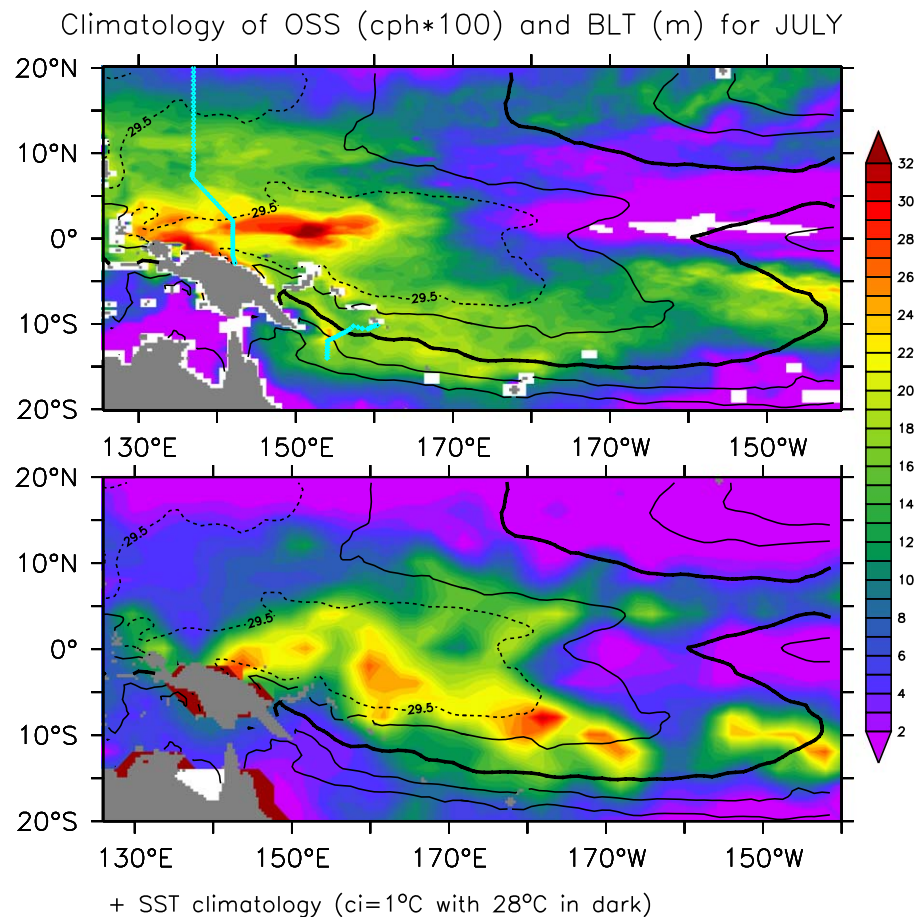 Climatology of OSS (cph*100) and BLT (m) for JULY
20°N
10°N
0°
10°S
20°S
29.5
29.5
29.5
130°E 150°E 170°E 170°W 150°W
20°N
10°N
0°
10°S
20°S
29.5
29.5
29.5
130°E 150°E 170°E 170°W 150°W
32
30
28
26
24
22
20
18
16
14
12
10
8
6
4
2
+ SST climatology (ci=1°C with 28°C in dark)